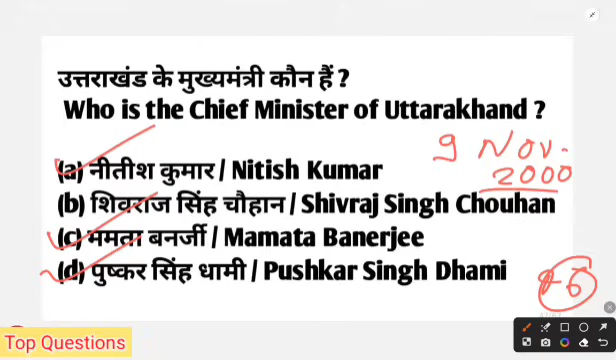 उत्तराखंड के मुख्यमंत्री कौन हैं ?
Who is the Chief Minister of Uttarakhand ?
(a) नीतीश कुमार / Nitish Kumar
9 Nov.
2000
(b) शिवराज सिंह चौहान / Shivraj Singh Chouhan
(c) ममता बनर्जी / Mamata Banerjee
(d) पुष्कर सिंह धामी / Pushkar Singh Dhami
Top Questions